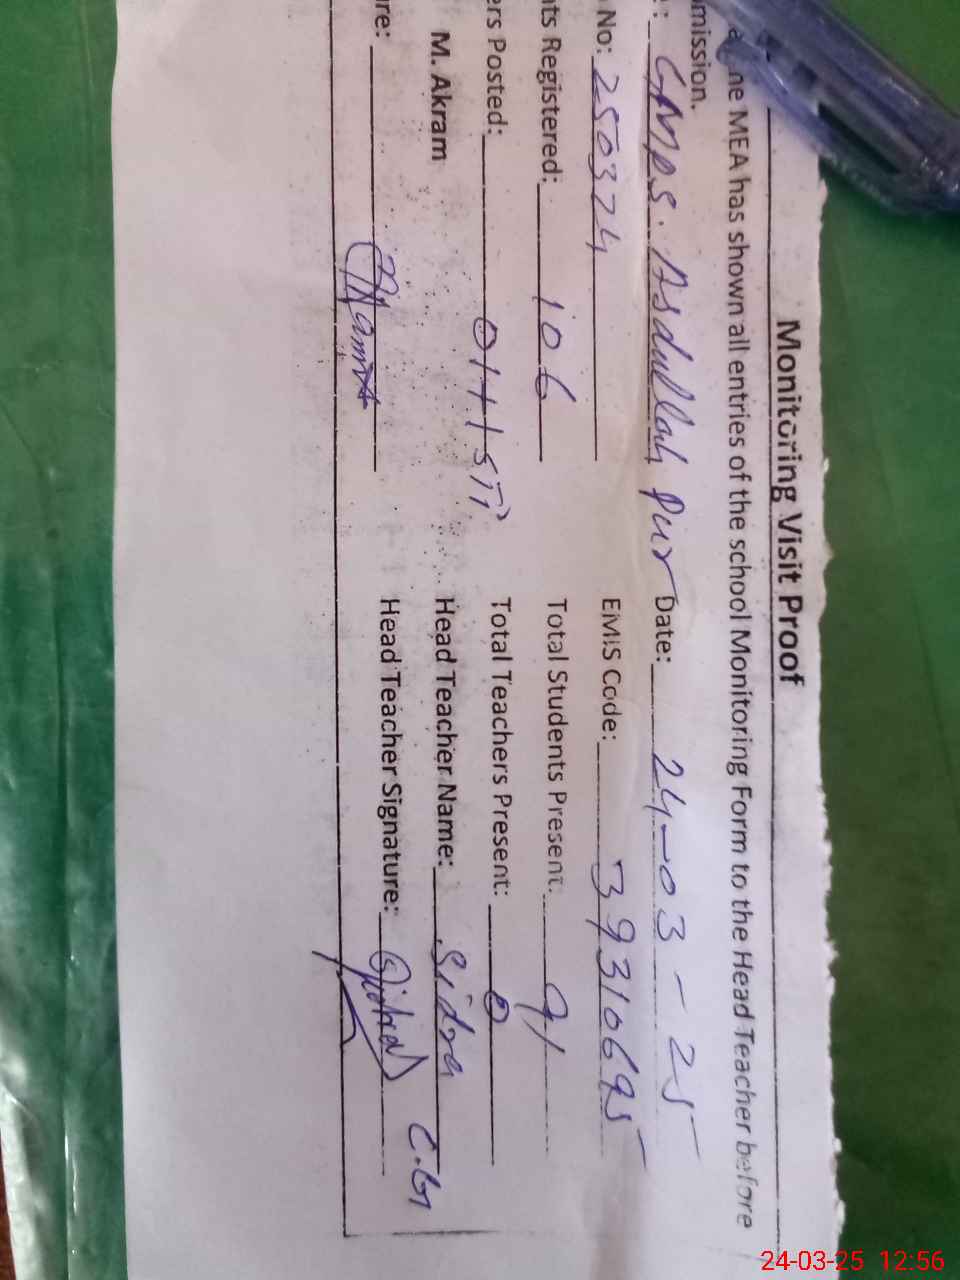 Monitoring Visit Proof
ne MEA has shown all entries of the school Monitoring Form to the Head Teacher before
mission.
e: GMPS. Asdullah Pur Date: 24-03-25
No: 250374 EMIS Code: 39310695
nts Registered: 106 Total Students Present: 91
ers Posted: 01+1 STI Total Teachers Present: 0
M. Akram Head Teacher Name: Sidra C.G
ure: Head Teacher Signature:
24-03-25 12:56